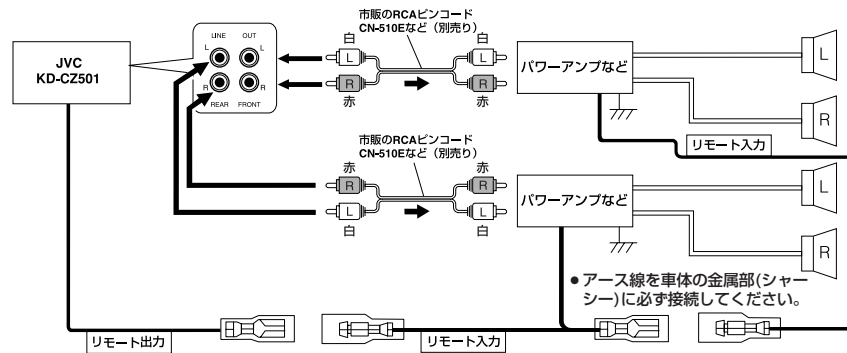 JVC
KD-CZ501
LINE OUT
L L
R R
REAR FRONT
市販のRCAピンコード
CN-510Eなど（別売り）
白
L
R
赤
白
L
R
赤
パワーアンプなど
L
R
リモート入力
市販のRCAピンコード
CN-510Eなど（別売り）
赤
R
L
白
赤
R
L
白
パワーアンプなど
L
R
●アース線を車体の金属部(シャー
シー)に必ず接続してください。
リモート出力
リモート入力